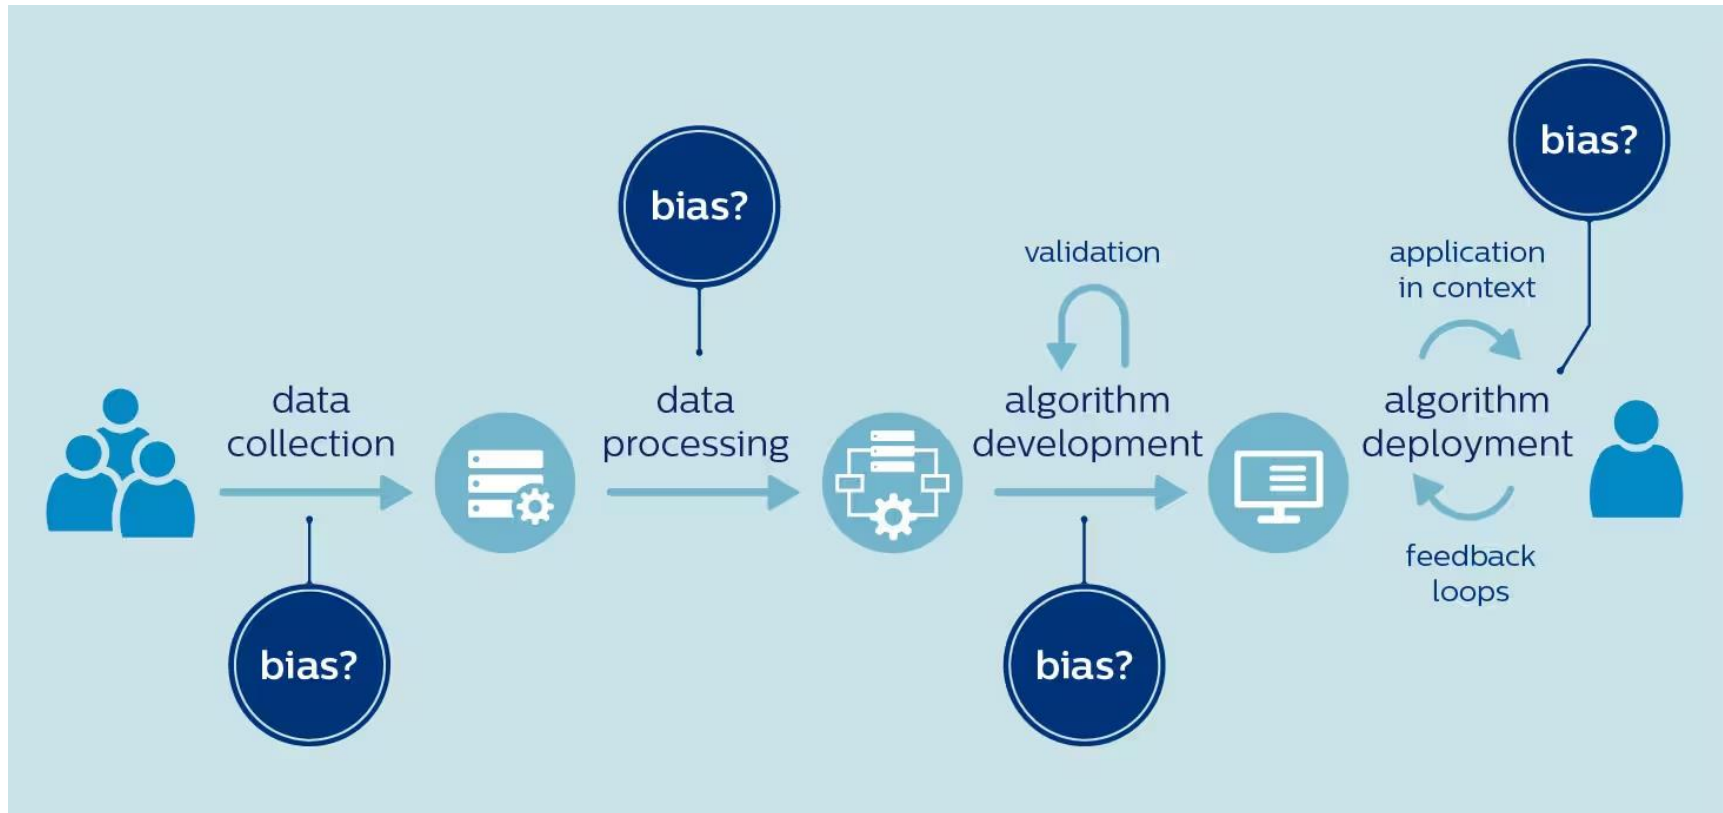 bias?
bias?
validation
application
in context
data
collection
data
processing
algorithm
development
algorithm
deployment
feedback
loops
bias?
bias?